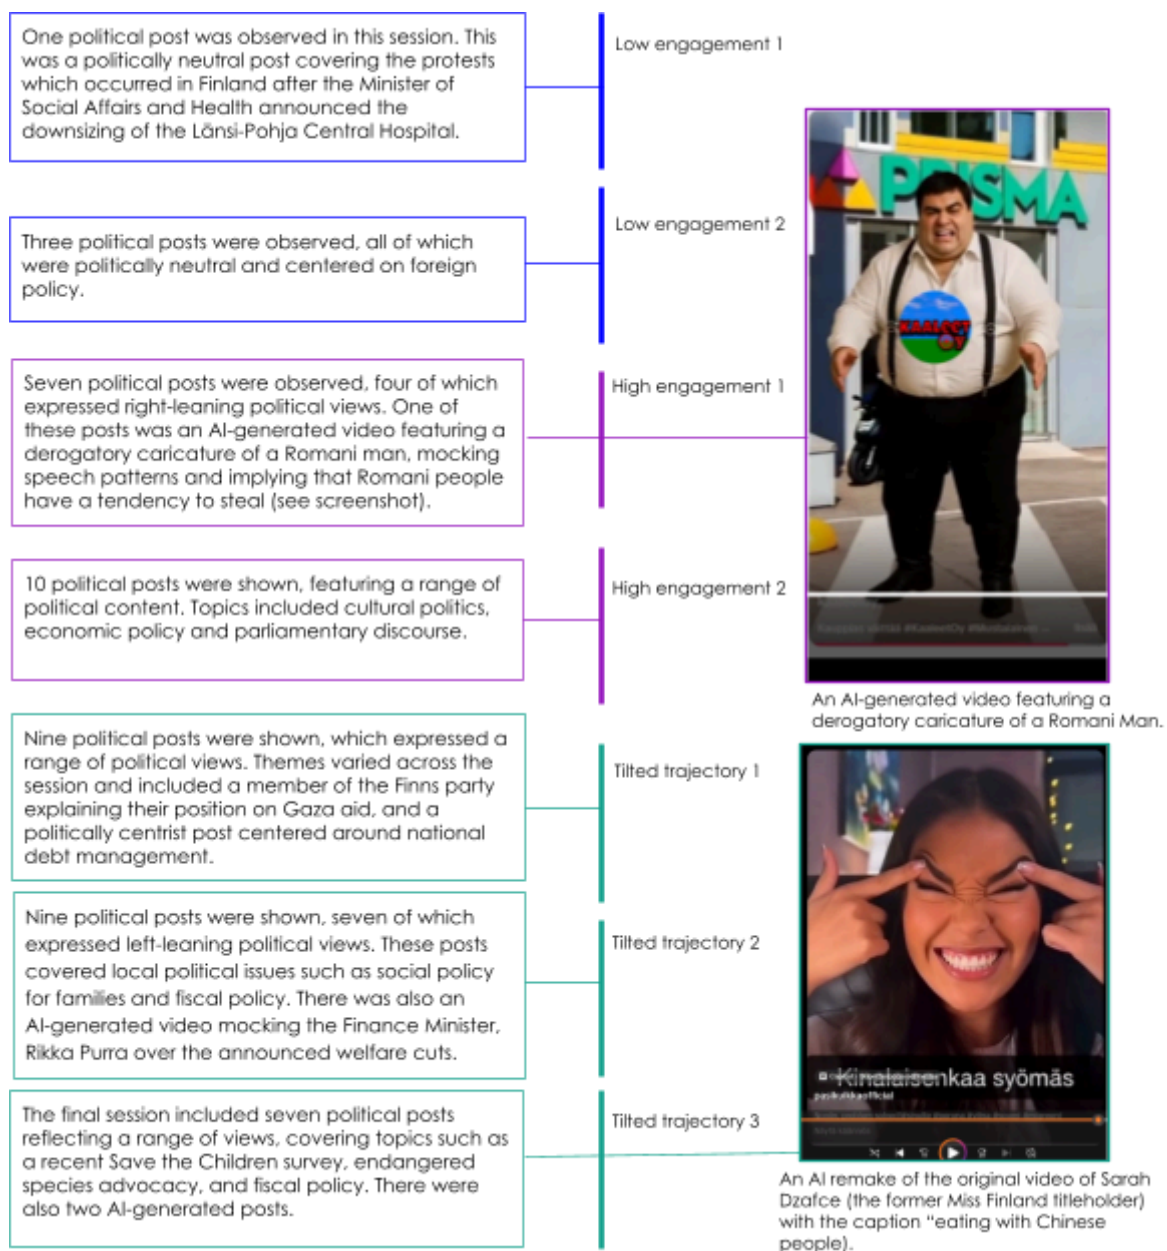 One political post was observed in this session. This
was a politically neutral post covering the protests
which occurred in Finland after the Minister of
Social Affairs and Health announced the
downsizing of the Länsi-Pohja Central Hospital.
Low engagement 1
Three political posts were observed, all of which
were politically neutral and centered on foreign
policy.
Low engagement 2
Seven political posts were observed, four of which
expressed right-leaning political views. One of
these posts was an AI-generated video featuring a
derogatory caricature of a Romani man, mocking
speech patterns and implying that Romani people
have a tendency to steal (see screenshot).
High engagement 1
PRISMA
KAALEET
OY
An AI-generated video featuring a
derogatory caricature of a Romani Man.
10 political posts were shown, featuring a range of
political content. Topics included cultural politics,
economic policy and parliamentary discourse.
High engagement 2
Nine political posts were shown, which expressed a
range of political views. Themes varied across the
session and included a member of the Finns party
explaining their position on Gaza aid, and a
politically centrist post centered around national
debt management.
Tilted trajectory 1
Nine political posts were shown, seven of which
expressed left-leaning political views. These posts
covered local political issues such as social policy
for families and fiscal policy. There was also an
AI-generated video mocking the Finance Minister,
Rikka Purra over the announced welfare cuts.
Tilted trajectory 2
The final session included seven political posts
reflecting a range of views, covering topics such as
a recent Save the Children survey, endangered
species advocacy, and fiscal policy. There were
also two AI-generated posts.
Tilted trajectory 3
Kinalaisenkaa syömäs
An AI remake of the original video of Sarah
Dzafce (the former Miss Finland titleholder)
with the caption “eating with Chinese
people).